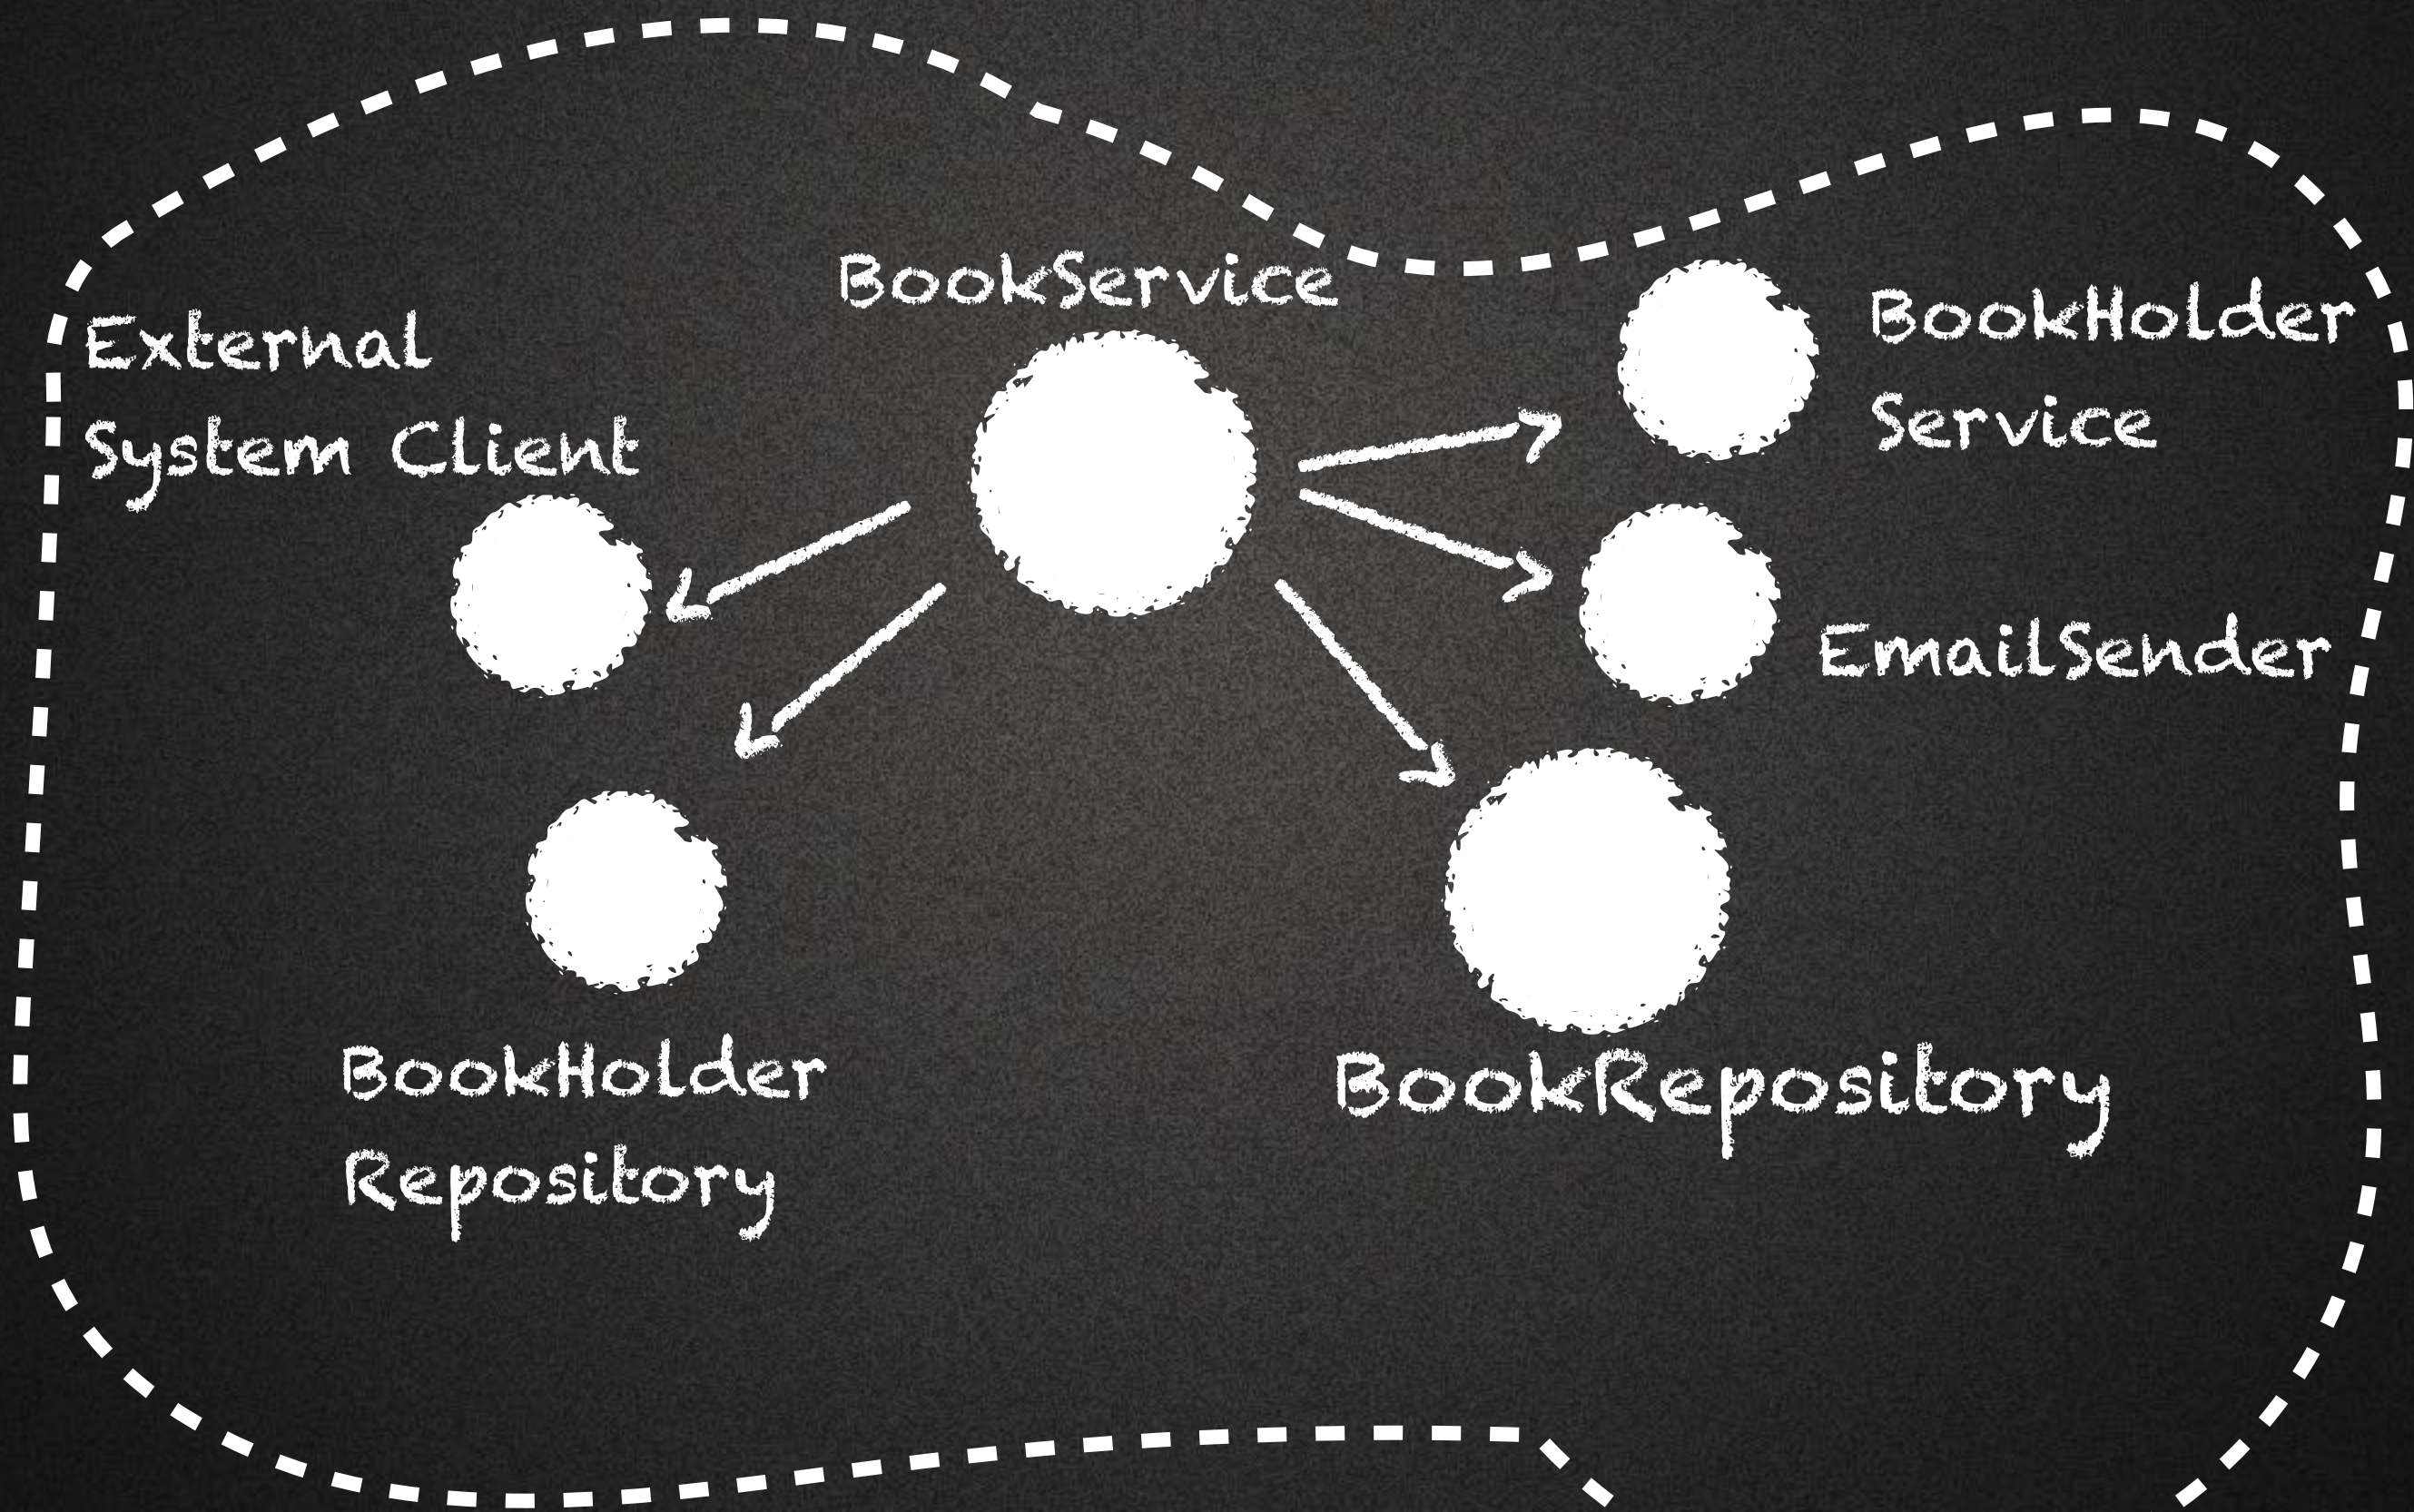 BookService
External
System Client
BookHolder
Service
EmailSender
BookHolder
Repository
BookRepository